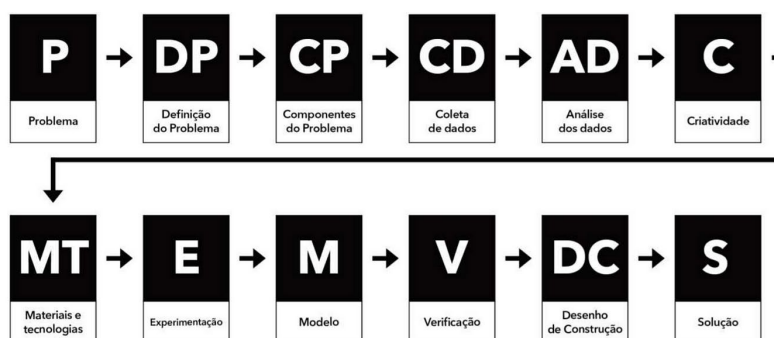 P
Problema
DP
Definição
do Problema
CP
Componentes
do Problema
CD
Coleta
de dados
AD
Análise
dos dados
C
Criatividade
MT
Materiais e
tecnologias
E
Experimentação
M
Modelo
V
Verificação
DC
Desenho
de Construção
S
Solução